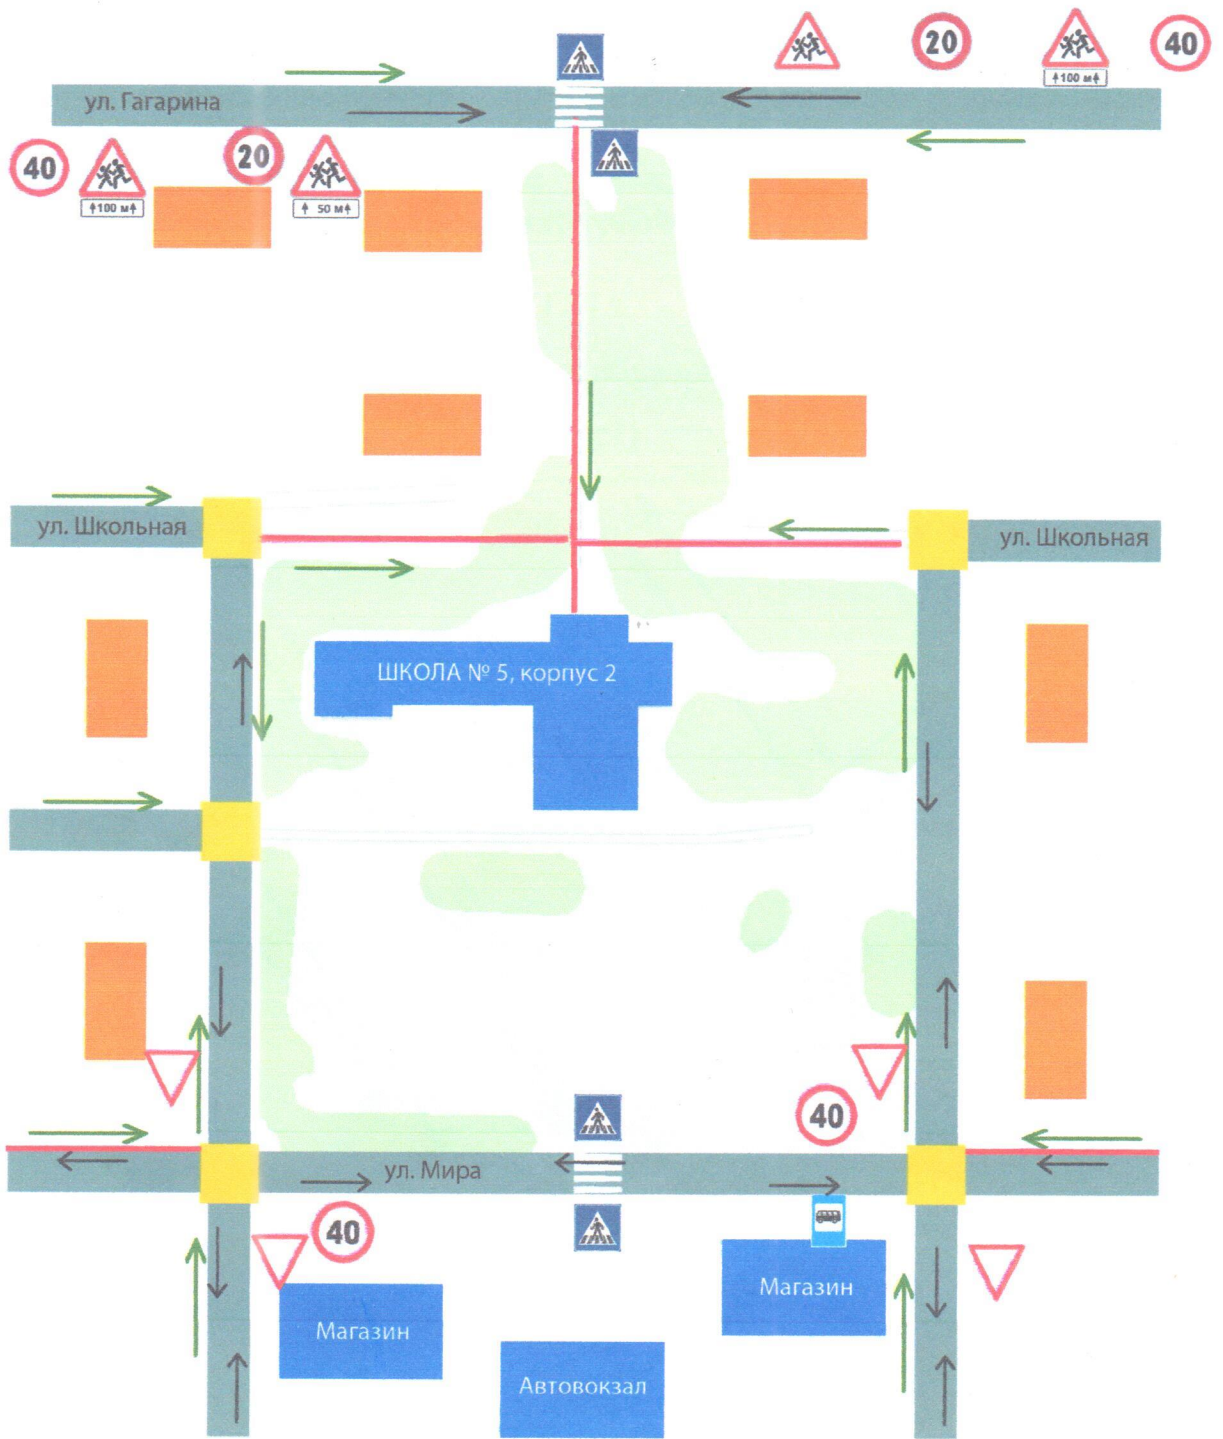 20
40
↑100 м↑
ул. Гагарина
40
20
↑100 м↑
↑ 50 м↑
ул. Школьная
ул. Школьная
ШКОЛА № 5, корпус 2
40
ул. Мира
40
Магазин
Магазин
Автовокзал